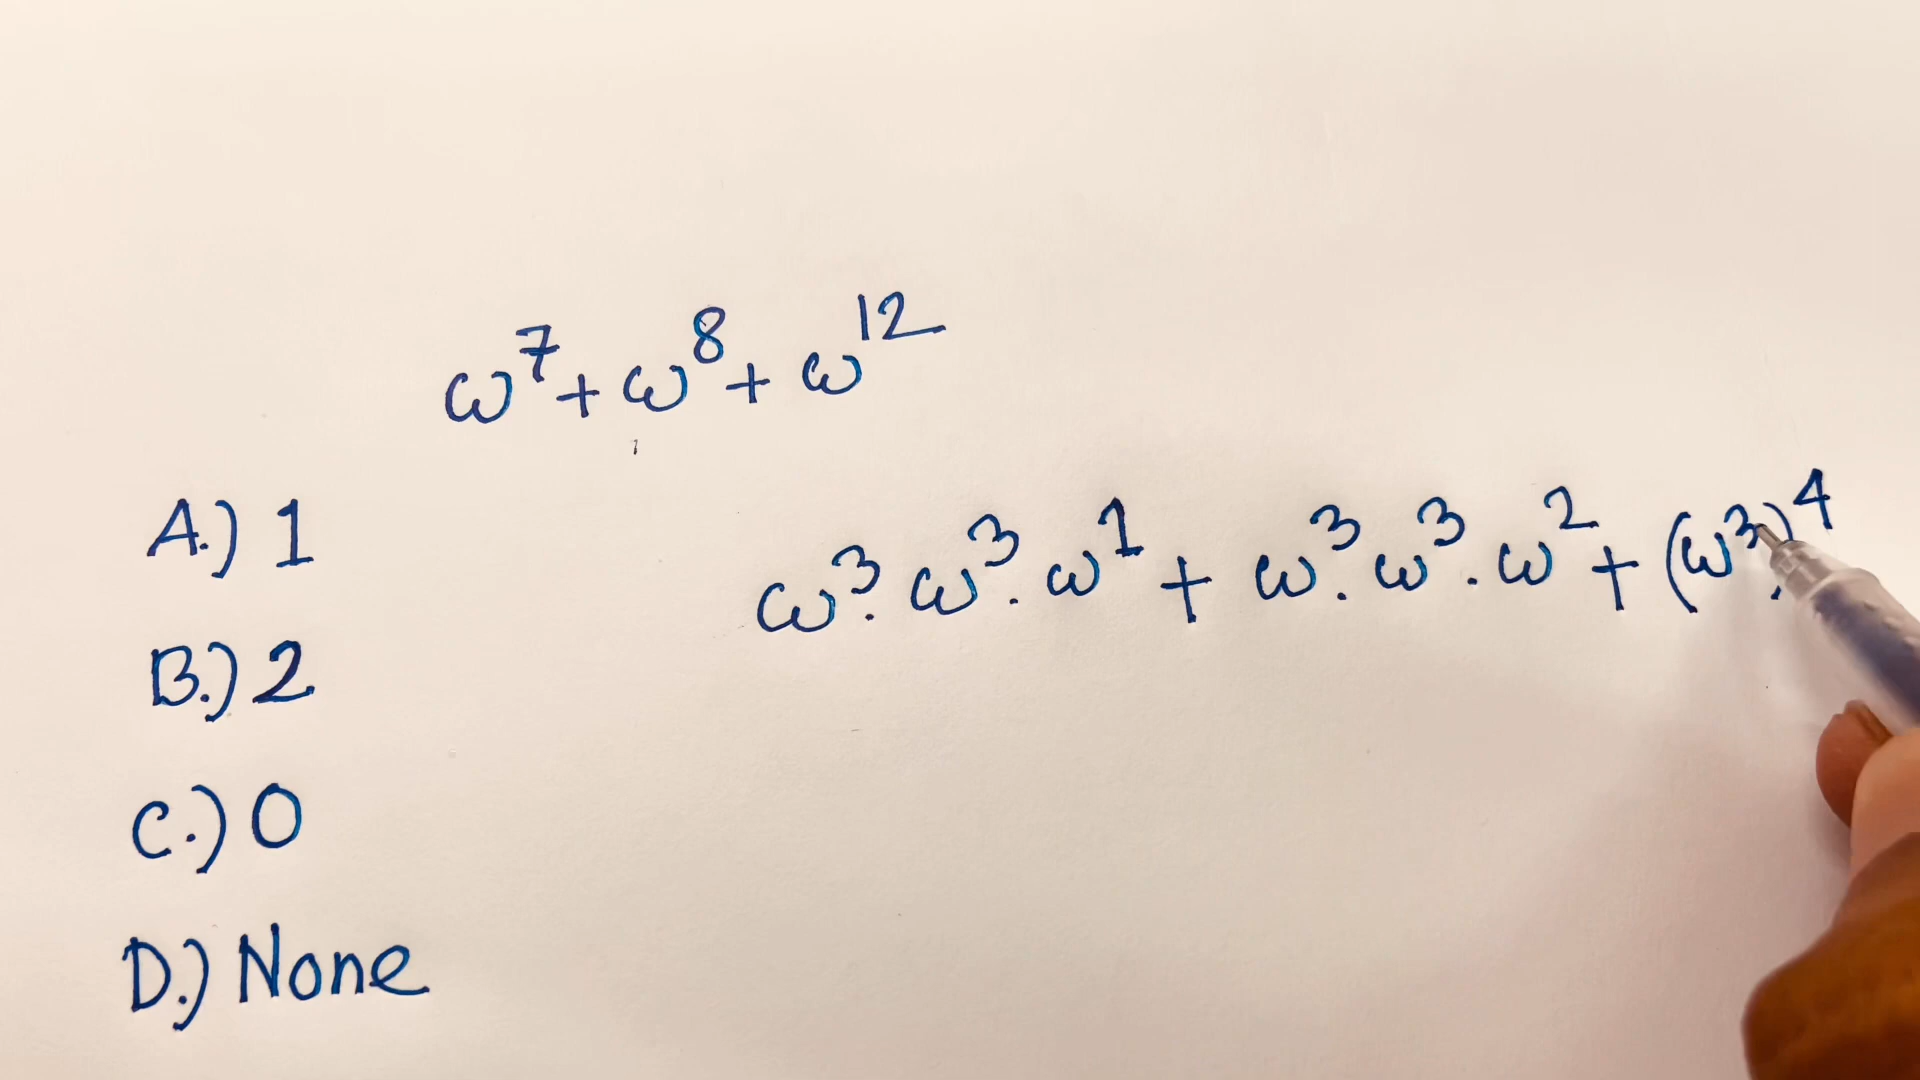 ω⁷ + ω⁸ + ω¹²
A.) 1
ω³. ω³. ω¹ + ω³. ω³. ω² + (ω³)⁴
B.) 2
C.) 0
D.) None